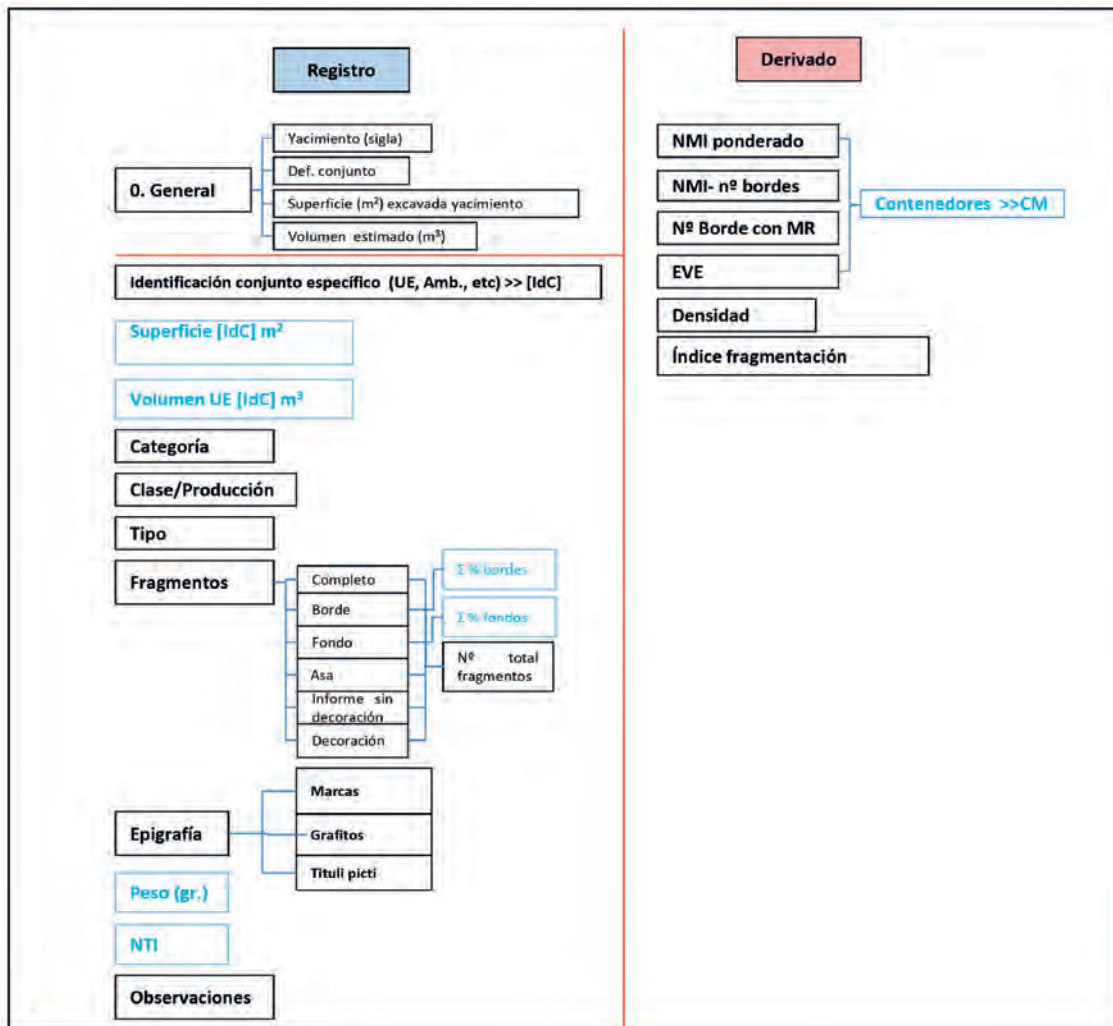 Registro
0. General
Yacimiento (sigla)
Def. conjunto
Superficie (m²) excavada yacimiento
Volumen estimado (m³)
Identificación conjunto específico (UE, Amb., etc) >> [IdC]
Superficie [IdC] m²
Volumen UE [IdC] m³
Categoría
Clase/Producción
Tipo
Fragmentos
Completo
Borde
Fondo
Asa
Informe sin
decoración
Decoración
Σ % bordes
Σ % fondos
Nº total
fragmentos
Epigrafía
Marcas
Grafitos
Tituli picti
Peso (gr.)
NTI
Observaciones
Derivado
NMI ponderado
NMI- nº bordes
Nº Borde con MR
EVE
Contenedores >>CM
Densidad
Índice fragmentación